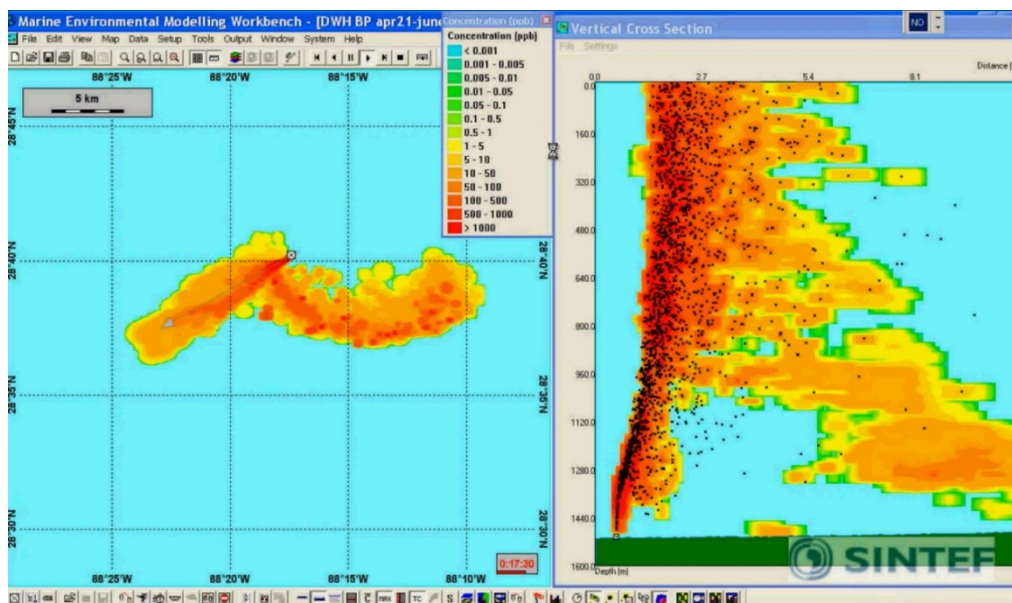 Marine Environmental Modelling Workbench - [DWH BP apr21-june
File Edit View Map Data Setup Tools Output Window System Help
88°25'W 88°20'W 88°15'W
5 km
28°45'N
28°40'N
28°35'N
28°30'N
Concentration (ppb)
Concentration (ppb)
< 0.001
0.001 - 0.005
0.005 - 0.01
0.01 - 0.05
0.05 - 0.1
0.1 - 0.5
0.5 - 1
1 - 5
5 - 10
10 - 50
50 - 100
100 - 500
500 - 1000
> 1000
28°40'N
28°35'N
28°30'N
0:17:30
88°25'W 88°20'W 88°15'W 88°10'W
NO
Vertical Cross Section
File Settings
Distance
0.0 2.7 5.4 8.1
0.0
160.0
320.0
480.0
640.0
800.0
960.0
1120.0
1280.0
1440.0
1600.0
Depth [m]
SINTEF
C MAX TC S